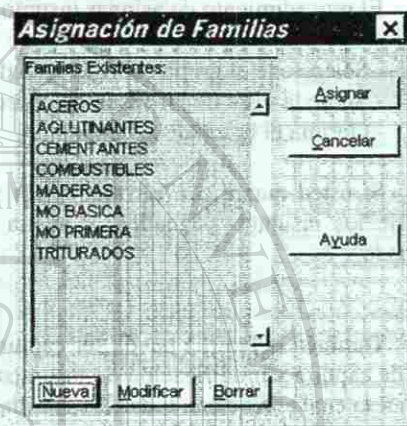 Asignación de Familias
Familias Existentes:
ACEROS
AGLUTINANTES
CEMENTANTES
COMBUSTIBLES
MADERAS
MO BASICA
MO PRIMERA
TRITURADOS
Asignar
Cancelar
Ayuda
Nueva
Modificar
Borrar